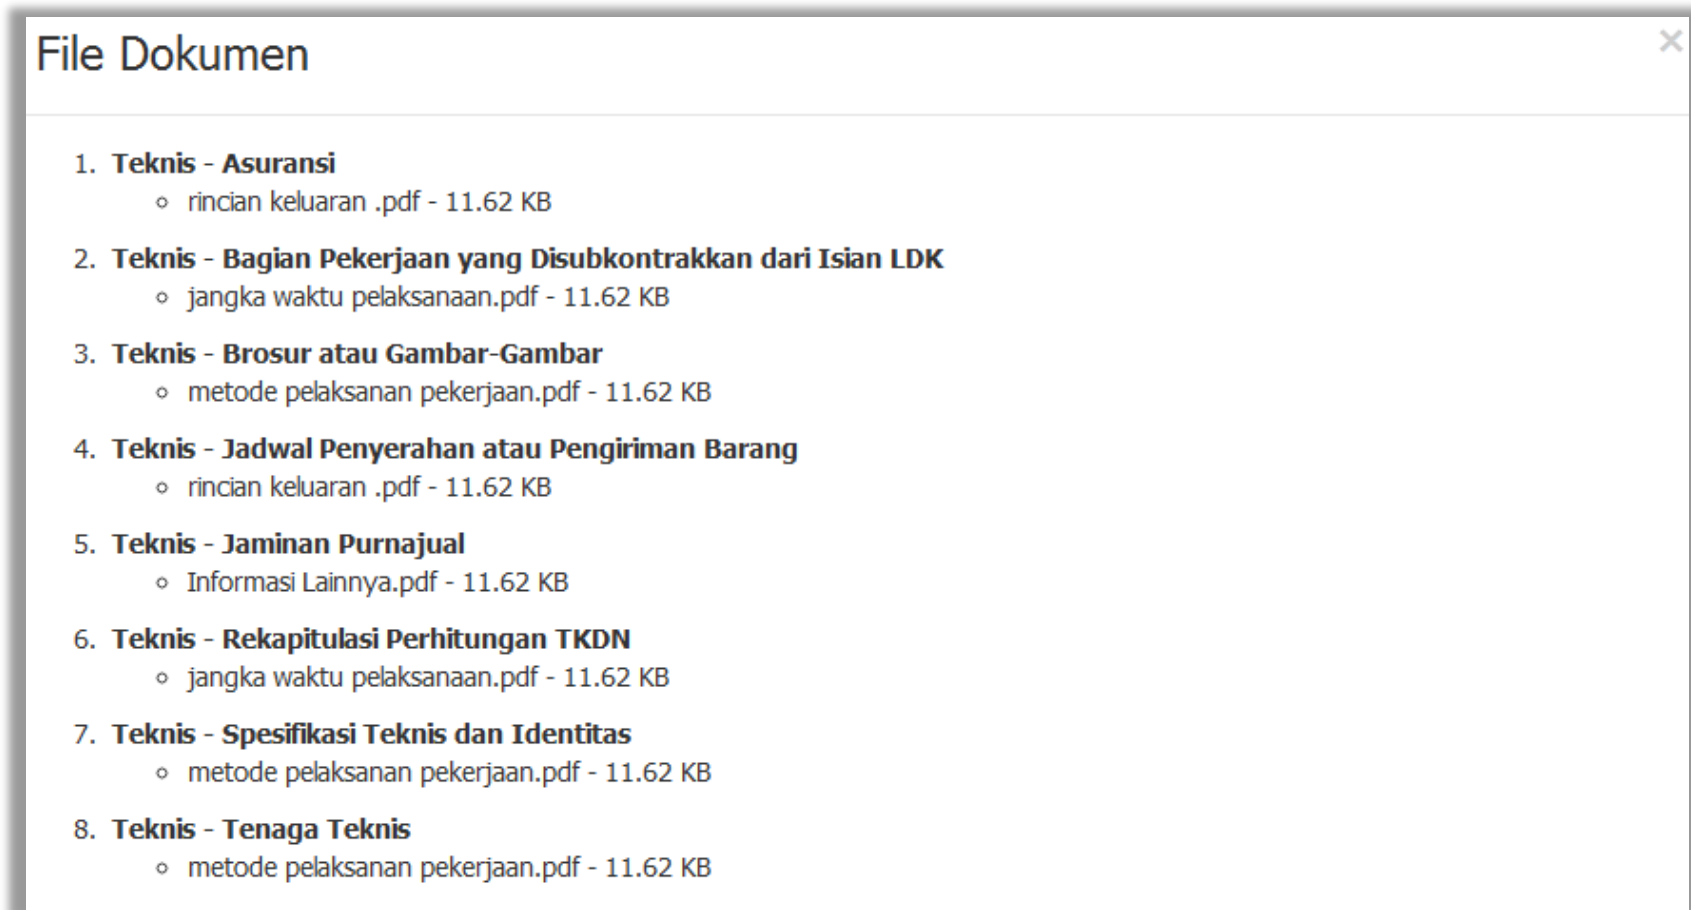 File Dokumen
×
1. Teknis - Asuransi
◦ rincian keluaran .pdf - 11.62 KB
2. Teknis - Bagian Pekerjaan yang Disubkontrakkan dari Isian LDK
◦ jangka waktu pelaksanaan.pdf - 11.62 KB
3. Teknis - Brosur atau Gambar-Gambar
◦ metode pelaksanan pekerjaan.pdf - 11.62 KB
4. Teknis - Jadwal Penyerahan atau Pengiriman Barang
◦ rincian keluaran .pdf - 11.62 KB
5. Teknis - Jaminan Purnajual
◦ Informasi Lainnya.pdf - 11.62 KB
6. Teknis - Rekapitulasi Perhitungan TKDN
◦ jangka waktu pelaksanaan.pdf - 11.62 KB
7. Teknis - Spesifikasi Teknis dan Identitas
◦ metode pelaksanan pekerjaan.pdf - 11.62 KB
8. Teknis - Tenaga Teknis
◦ metode pelaksanan pekerjaan.pdf - 11.62 KB